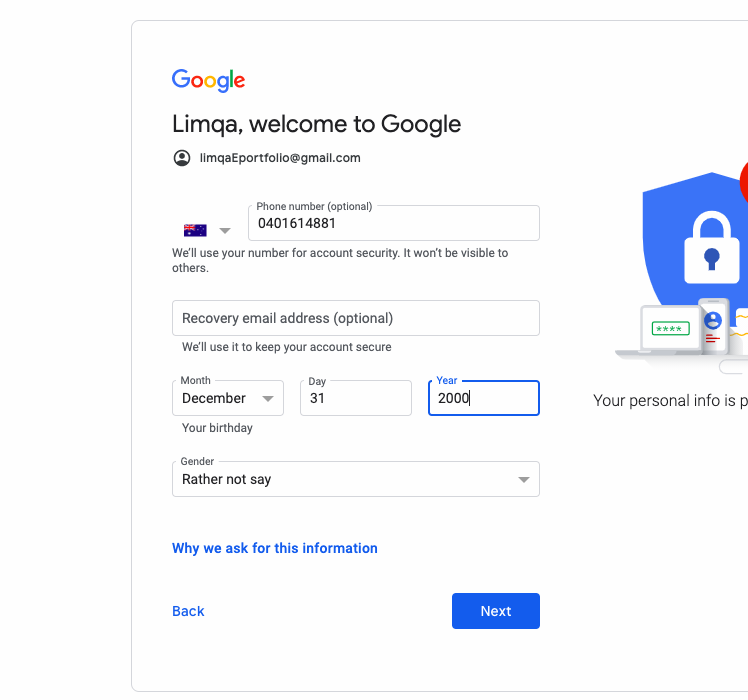 Google
Limqa, welcome to Google
limqaEportfolio@gmail.com
Phone number (optional)
0401614881
We'll use your number for account security. It won't be visible to
others.
Recovery email address (optional)
We'll use it to keep your account secure
Month
Day
Year
December
31
2000
Your birthday
Gender
Rather not say
Why we ask for this information
Back
Next
****
Your personal info is p